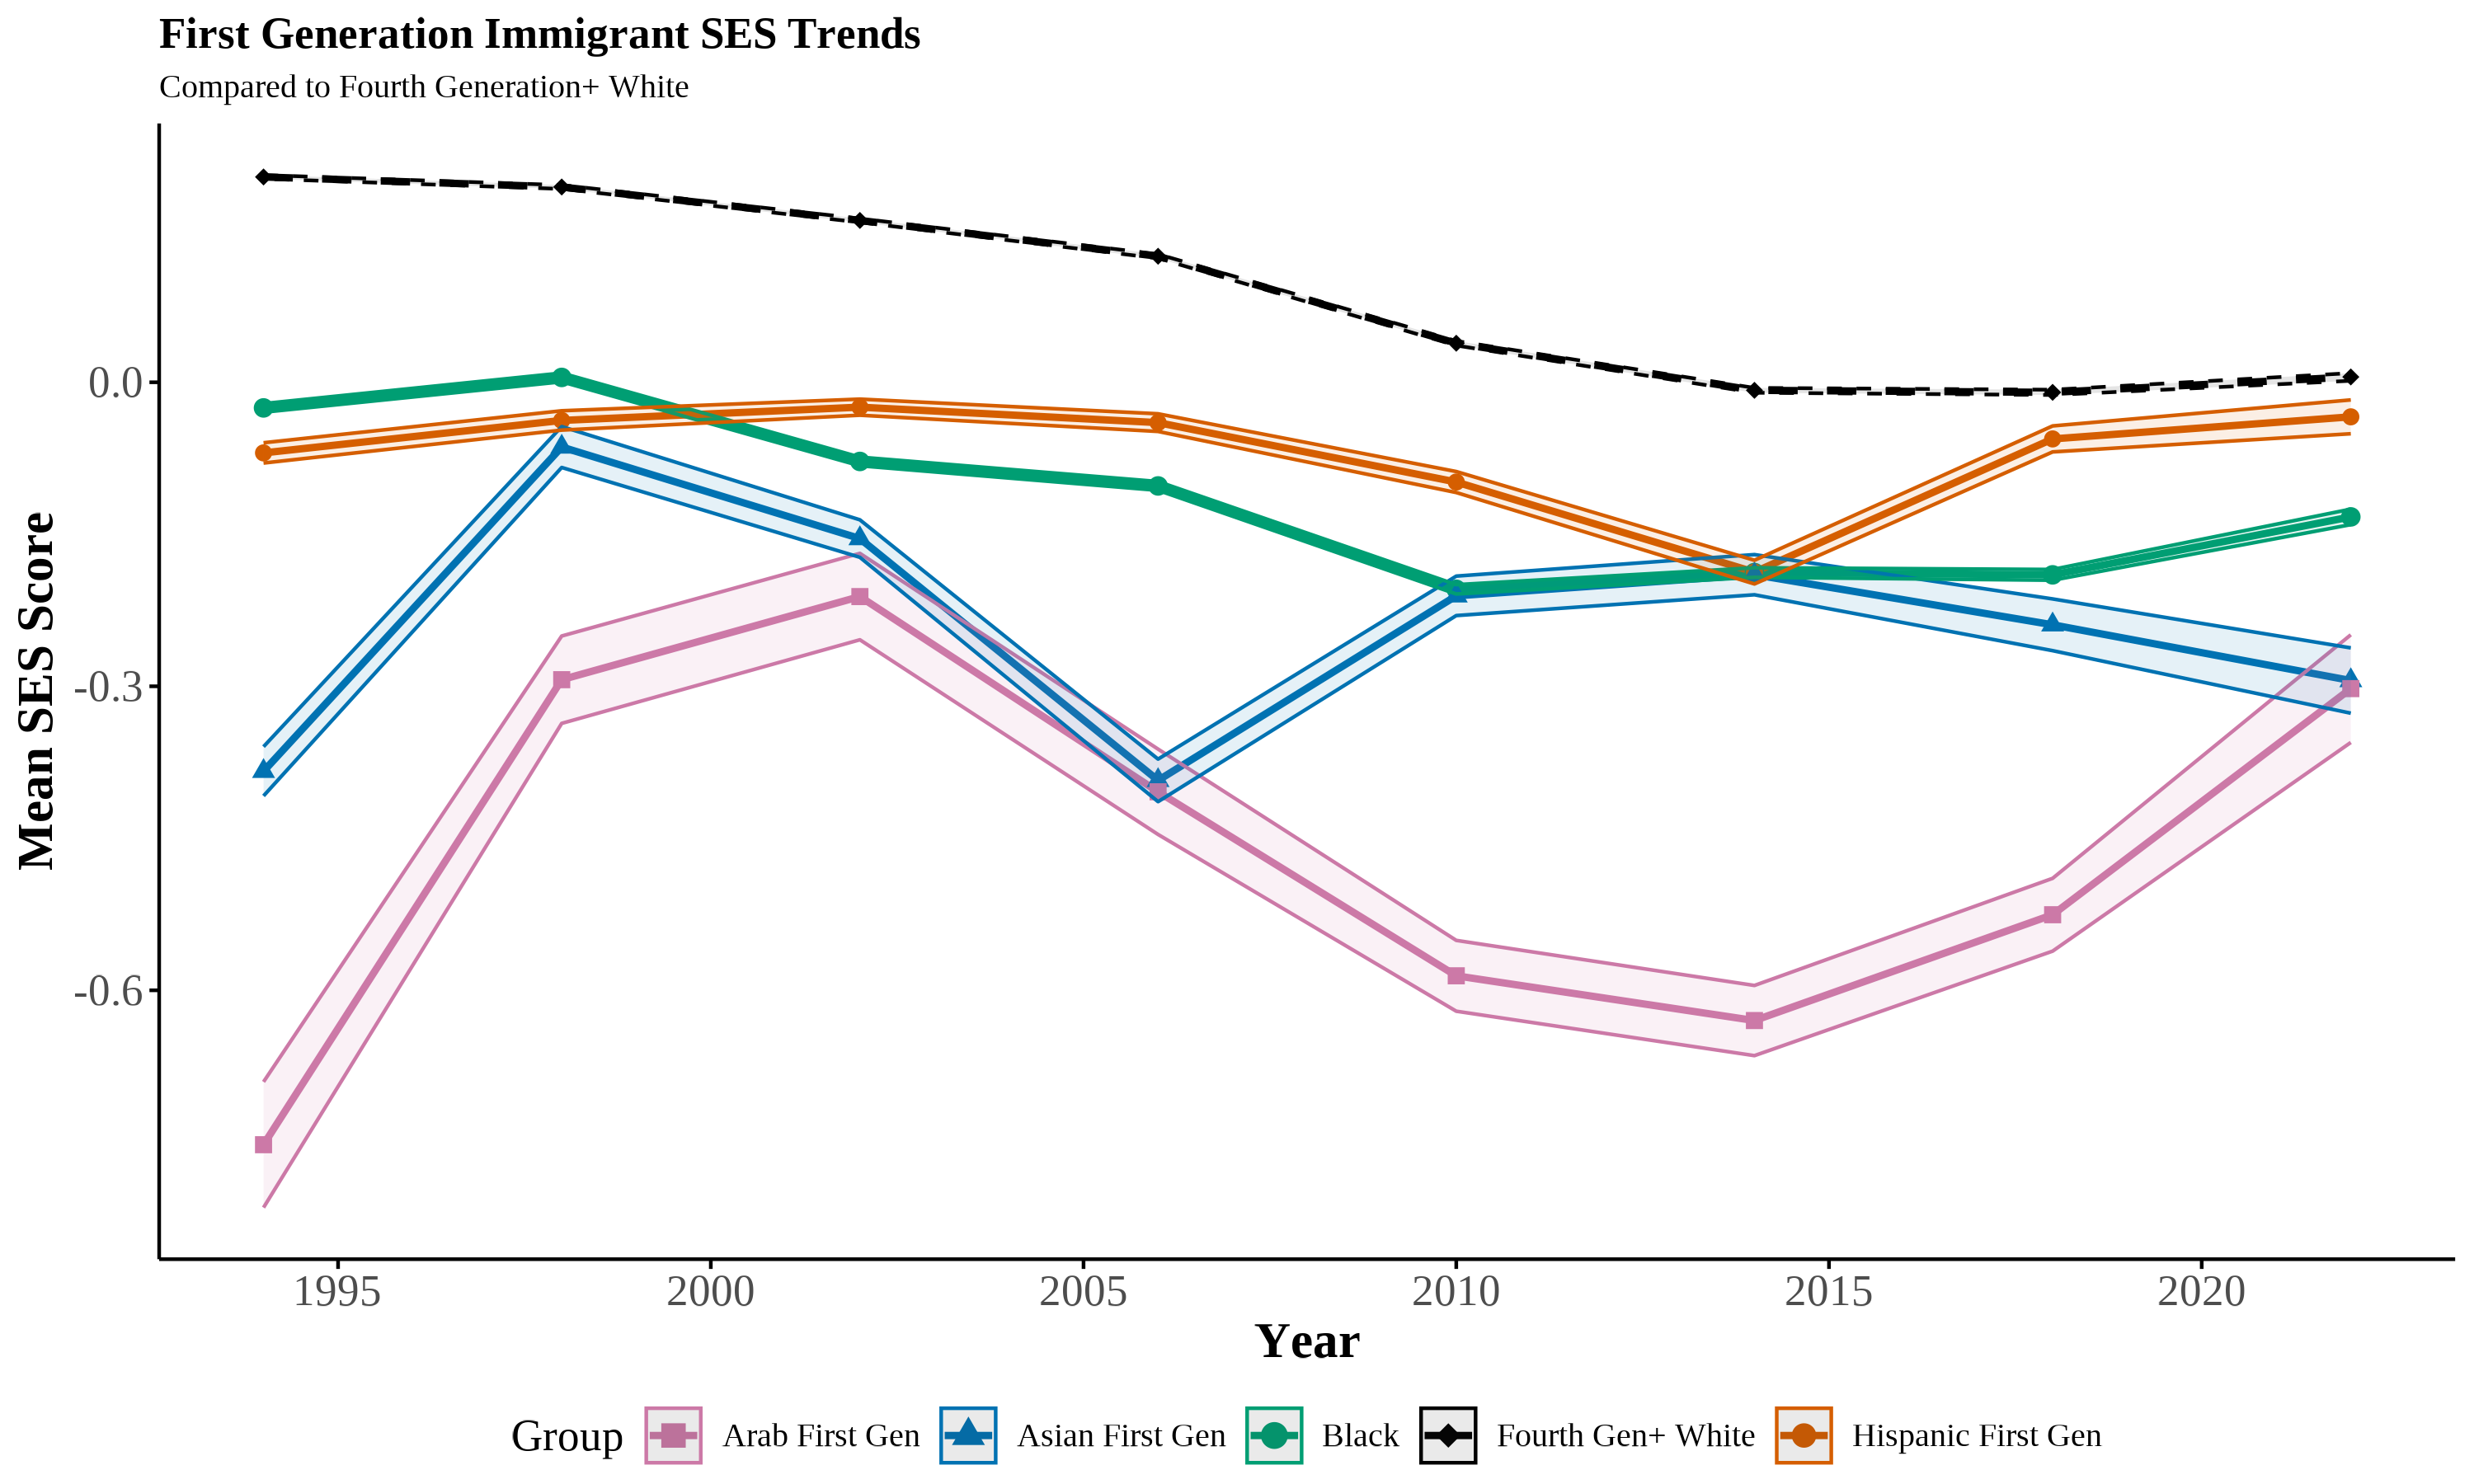 First Generation Immigrant SES Trends
Compared to Fourth Generation+ White
Mean SES Score
0.0
-0.3
-0.6
1995 2000 2005 2010 2015 2020
Year
Group Arab First Gen Asian First Gen Black Fourth Gen+ White Hispanic First Gen